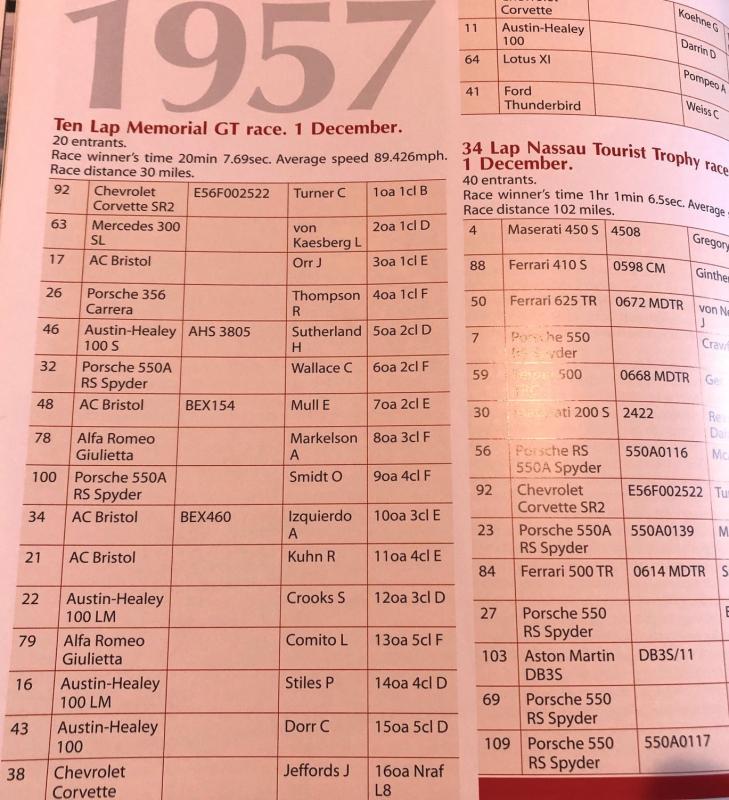 1957
Ten Lap Memorial GT race. 1 December.
20 entrants.
Race winner's time 20min 7.69sec. Average speed 89.426mph.
Race distance 30 miles.
92 Chevrolet E56F002522 Turner C 1oa 1cl B
Corvette SR2
63 Mercedes 300 von 2oa 1cl D
SL Kaesberg L
17 AC Bristol Orr J 3oa 1cl E
26 Porsche 356 Thompson 4oa 1cl F
Carrera R
46 Austin-Healey AHS 3805 Sutherland 5oa 2cl D
100 S H
32 Porsche 550A Wallace C 6oa 2cl F
RS Spyder
48 AC Bristol BEX154 Mull E 7oa 2cl E
78 Alfa Romeo Markelson 8oa 3cl F
Giulietta A
100 Porsche 550A Smidt O 9oa 4cl F
RS Spyder
34 AC Bristol BEX460 Izquierdo 10oa 3cl E
A
21 AC Bristol Kuhn R 11oa 4cl E
22 Austin-Healey Crooks S 12oa 3cl D
100 LM
79 Alfa Romeo Comito L 13oa 5cl F
Giulietta
16 Austin-Healey Stiles P 14oa 4cl D
100 LM
43 Austin-Healey Dorr C 15oa 5cl D
100
38 Chevrolet Jeffords J 16oa Nraf
Corvette L8
Corvette Koehne G
11 Austin-Healey Darrin D
100
64 Lotus XI Pompeo A
41 Ford Weiss C
Thunderbird
34 Lap Nassau Tourist Trophy race
1 December.
40 entrants.
Race winner's time 1hr 1min 6.5sec. Average
Race distance 102 miles.
4 Maserati 450 S 4508 Gregory
88 Ferrari 410 S 0598 CM Ginthe
50 Ferrari 625 TR 0672 MDTR von Ne
J
7 Porsche 550 Craw
RS Spyder
59 500 0668 MDTR Ge
30 200 S 2422
56 Porsche RS 550A0116 Mc
550A Spyder
92 Chevrolet E56F002522 Tu
Corvette SR2
23 Porsche 550A 550A0139 M
RS Spyder
84 Ferrari 500 TR 0614 MDTR S
27 Porsche 550
RS Spyder
103 Aston Martin DB3S/11
DB3S
69 Porsche 550
RS Spyder
109 Porsche 550 550A0117
RS Spyder